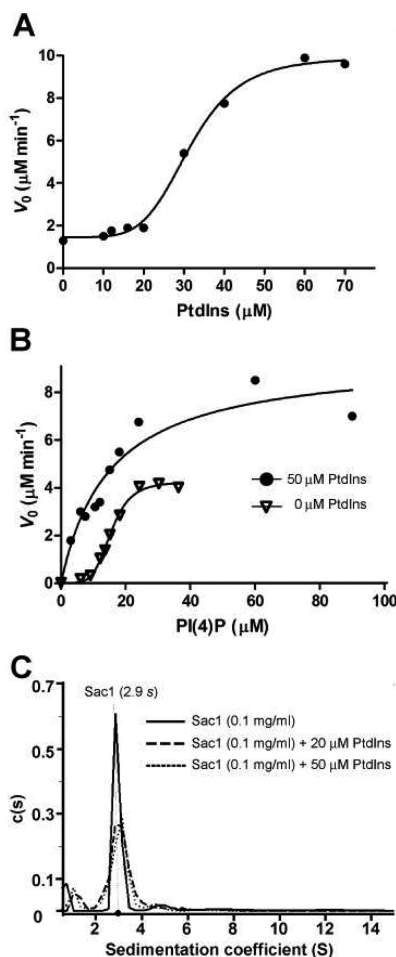 A
10
8
6
4
2
0
V0 (µM min-1)
0 10 20 30 40 50 60 70
PtdIns (µM)
B
8
6
4
2
0
V0 (µM min-1)
50 µM PtdIns
0 µM PtdIns
0 20 40 60 80 100
PI(4)P (µM)
C
0.7
0.5
0.3
0.1
0
c(s)
Sac1 (2.9 s)
Sac1 (0.1 mg/ml)
Sac1 (0.1 mg/ml) + 20 µM PtdIns
Sac1 (0.1 mg/ml) + 50 µM PtdIns
2 4 6 8 10 12 14
Sedimentation coefficient (S)